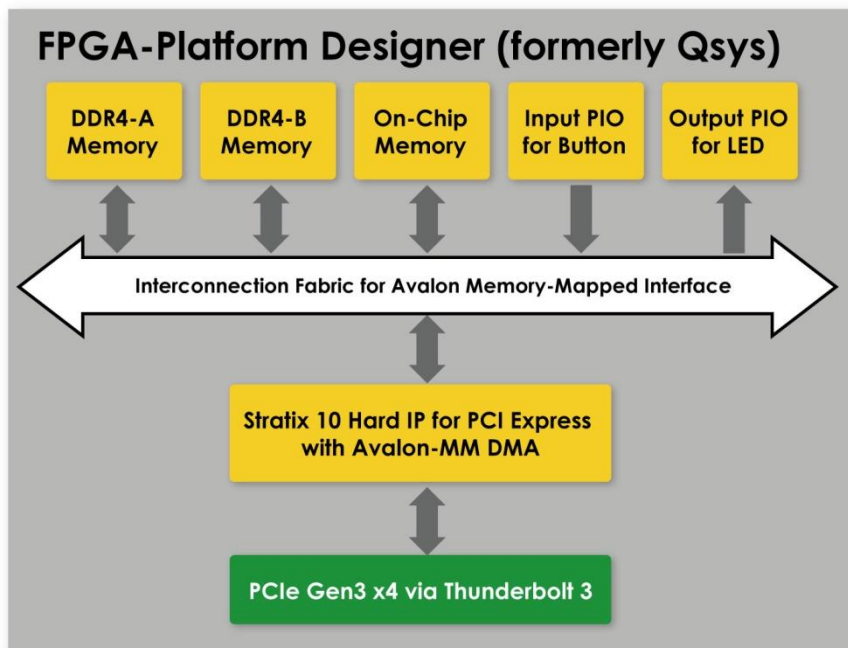 FPGA-Platform Designer (formerly Qsys)
DDR4-A
Memory
DDR4-B
Memory
On-Chip
Memory
Input PIO
for Button
Output PIO
for LED
Interconnection Fabric for Avalon Memory-Mapped Interface
Stratix 10 Hard IP for PCI Express
with Avalon-MM DMA
PCIe Gen3 x4 via Thunderbolt 3